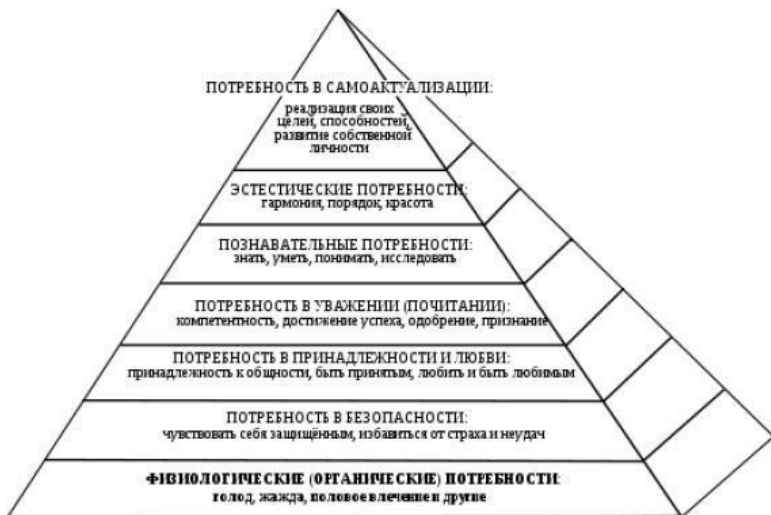 ПОТРЕБНОСТЬ В САМОАКТУАЛИЗАЦИИ:
реализация своих
целей, способностей,
развитие собственной
личности
ЭСТЕТИЧЕСКИЕ ПОТРЕБНОСТИ:
гармония, порядок, красота
ПОЗНАВАТЕЛЬНЫЕ ПОТРЕБНОСТИ:
знать, уметь, понимать, исследовать
ПОТРЕБНОСТЬ В УВАЖЕНИИ (ПОЧИТАНИИ):
компетентность, достижение успеха, одобрение, признание
ПОТРЕБНОСТЬ В ПРИНАДЛЕЖНОСТИ И ЛЮБВИ:
принадлежность к общности, быть принятым, любить и быть любимым
ПОТРЕБНОСТЬ В БЕЗОПАСНОСТИ:
чувствовать себя защищённым, избавиться от страха и неудач
ФИЗИОЛОГИЧЕСКИЕ (ОРГАНИЧЕСКИЕ) ПОТРЕБНОСТИ:
голод, жажда, половое влечение и другие